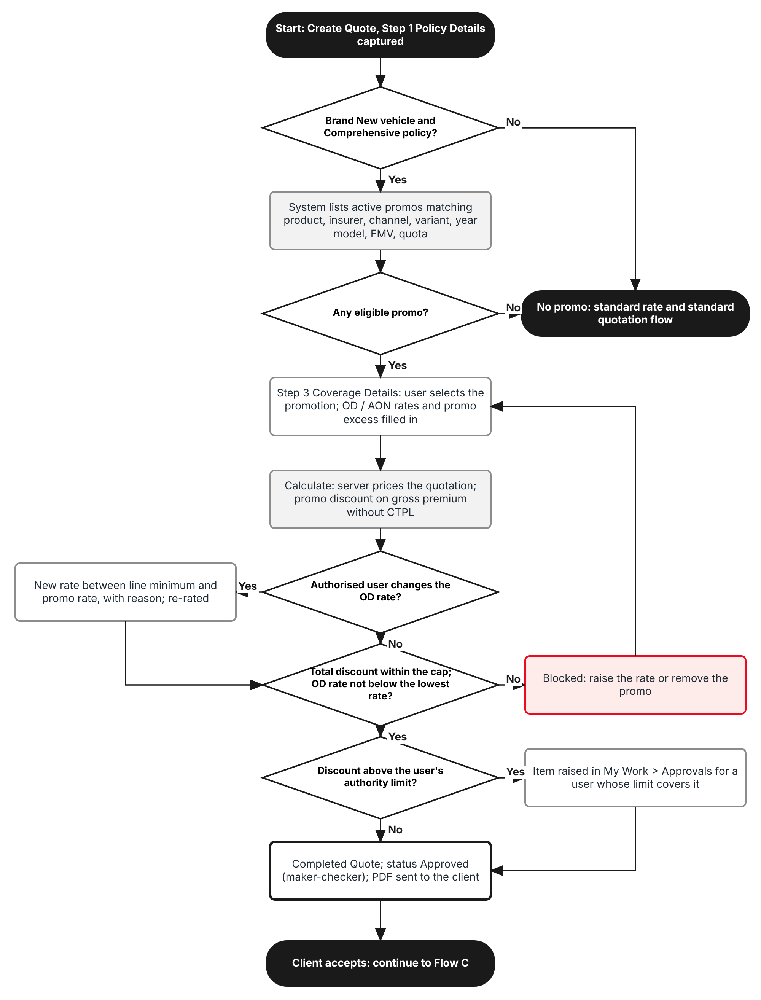 Start: Create Quote, Step 1 Policy Details
captured
Brand New vehicle and
Comprehensive policy?
No
Yes
System lists active promos matching
product, insurer, channel, variant, year
model, FMV, quota
Any eligible promo?
No
No promo: standard rate and standard
quotation flow
Yes
Step 3 Coverage Details: user selects the
promotion; OD / AON rates and promo
excess filled in
Calculate: server prices the quotation;
promo discount on gross premium
without CTPL
Authorised user changes the
OD rate?
Yes
New rate between line minimum and
promo rate, with reason; re-rated
No
Total discount within the cap;
OD rate not below the lowest
rate?
No
Blocked: raise the rate or remove the
promo
Yes
Discount above the user's
authority limit?
Yes
Item raised in My Work > Approvals for a
user whose limit covers it
No
Completed Quote; status Approved
(maker-checker); PDF sent to the client
Client accepts: continue to Flow C